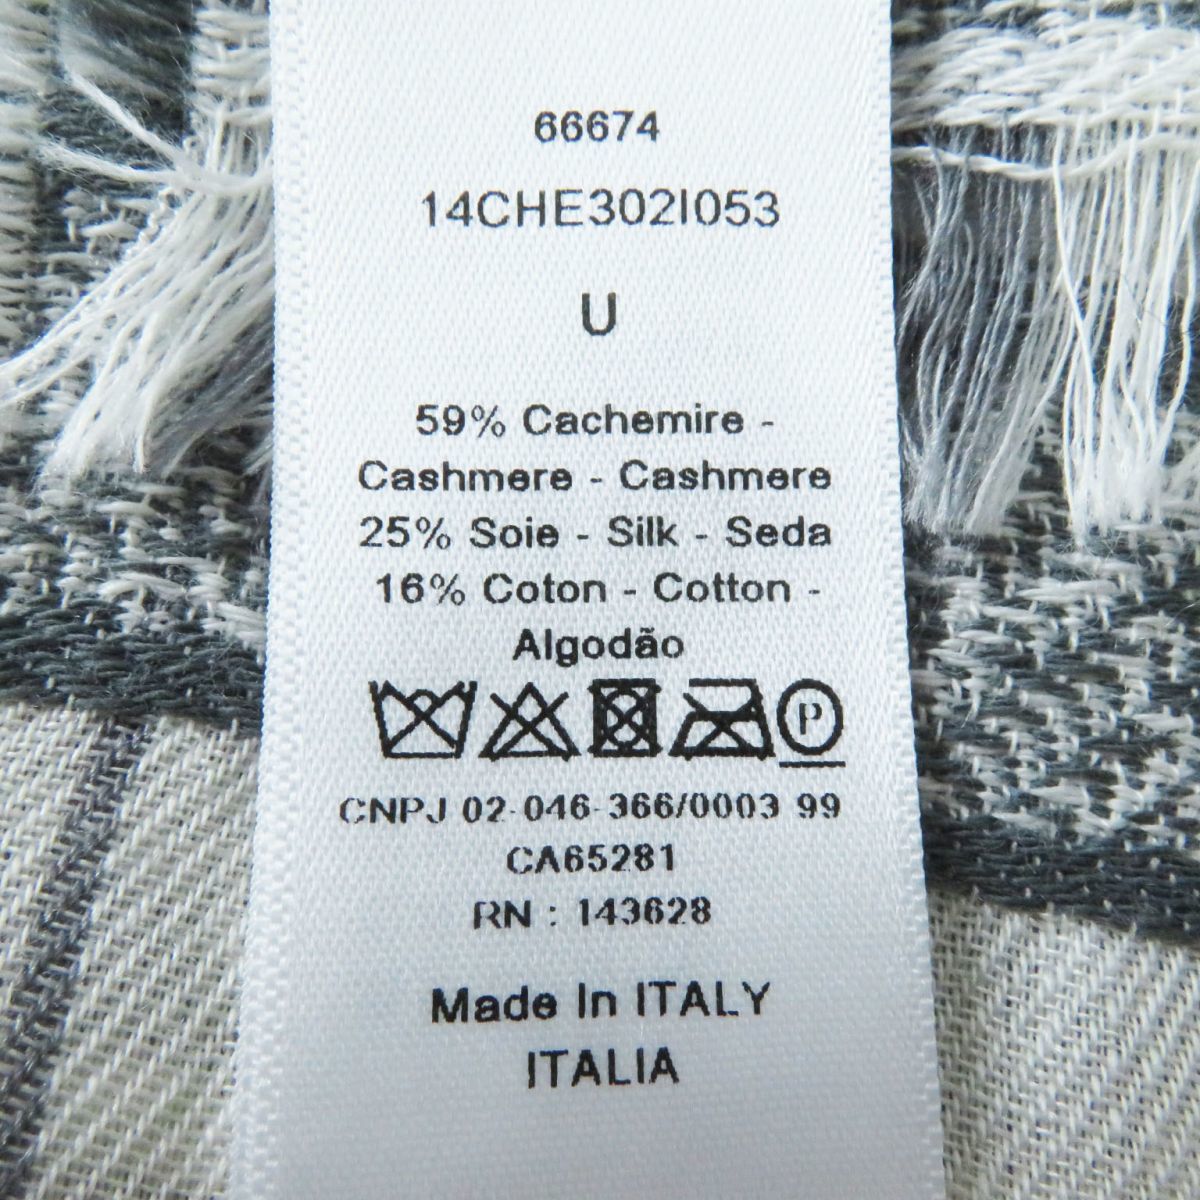 66674
14CHE302I053
U
59% Cachemire -
Cashmere - Cashmere
25% Soie - Silk - Seda
16% Coton - Cotton -
Algodão
P
CNPJ 02-046-366/0003 99
CA65281
RN : 143628
Made In ITALY
ITALIA